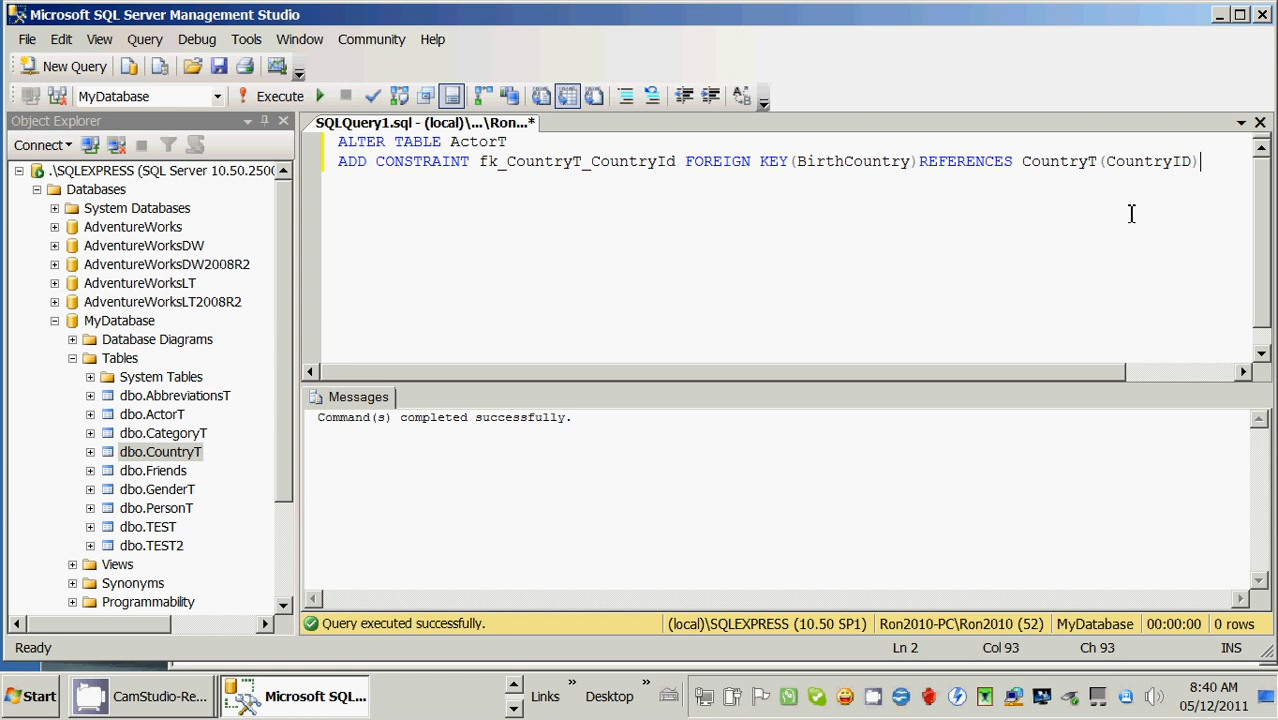 Microsoft SQL Server Management Studio
File Edit View Query Debug Tools Window Community Help
New Query
MyDatabase Execute
Object Explorer
SQLQuery1.sql - (local)\...\Ron...*
Connect
ALTER TABLE ActorT
ADD CONSTRAINT fk_CountryT_CountryId FOREIGN KEY(BirthCountry)REFERENCES CountryT(CountryID)
.\SQLEXPRESS (SQL Server 10.50.2500
Databases
System Databases
AdventureWorks
AdventureWorksDW
AdventureWorksDW2008R2
AdventureWorksLT
AdventureWorksLT2008R2
MyDatabase
Database Diagrams
Tables
System Tables
dbo.AbbreviationsT
dbo.ActorT
dbo.CategoryT
dbo.CountryT
dbo.Friends
dbo.GenderT
dbo.PersonT
dbo.TEST
dbo.TEST2
Views
Synonyms
Programmability
Messages
Command(s) completed successfully.
Query executed successfully. (local)\SQLEXPRESS (10.50 SP1) Ron2010-PC\Ron2010 (52) MyDatabase 00:00:00 0 rows
Ready Ln 2 Col 93 Ch 93 INS
Start CamStudio-Re... Microsoft SQL... Links Desktop 8:40 AM
05/12/2011